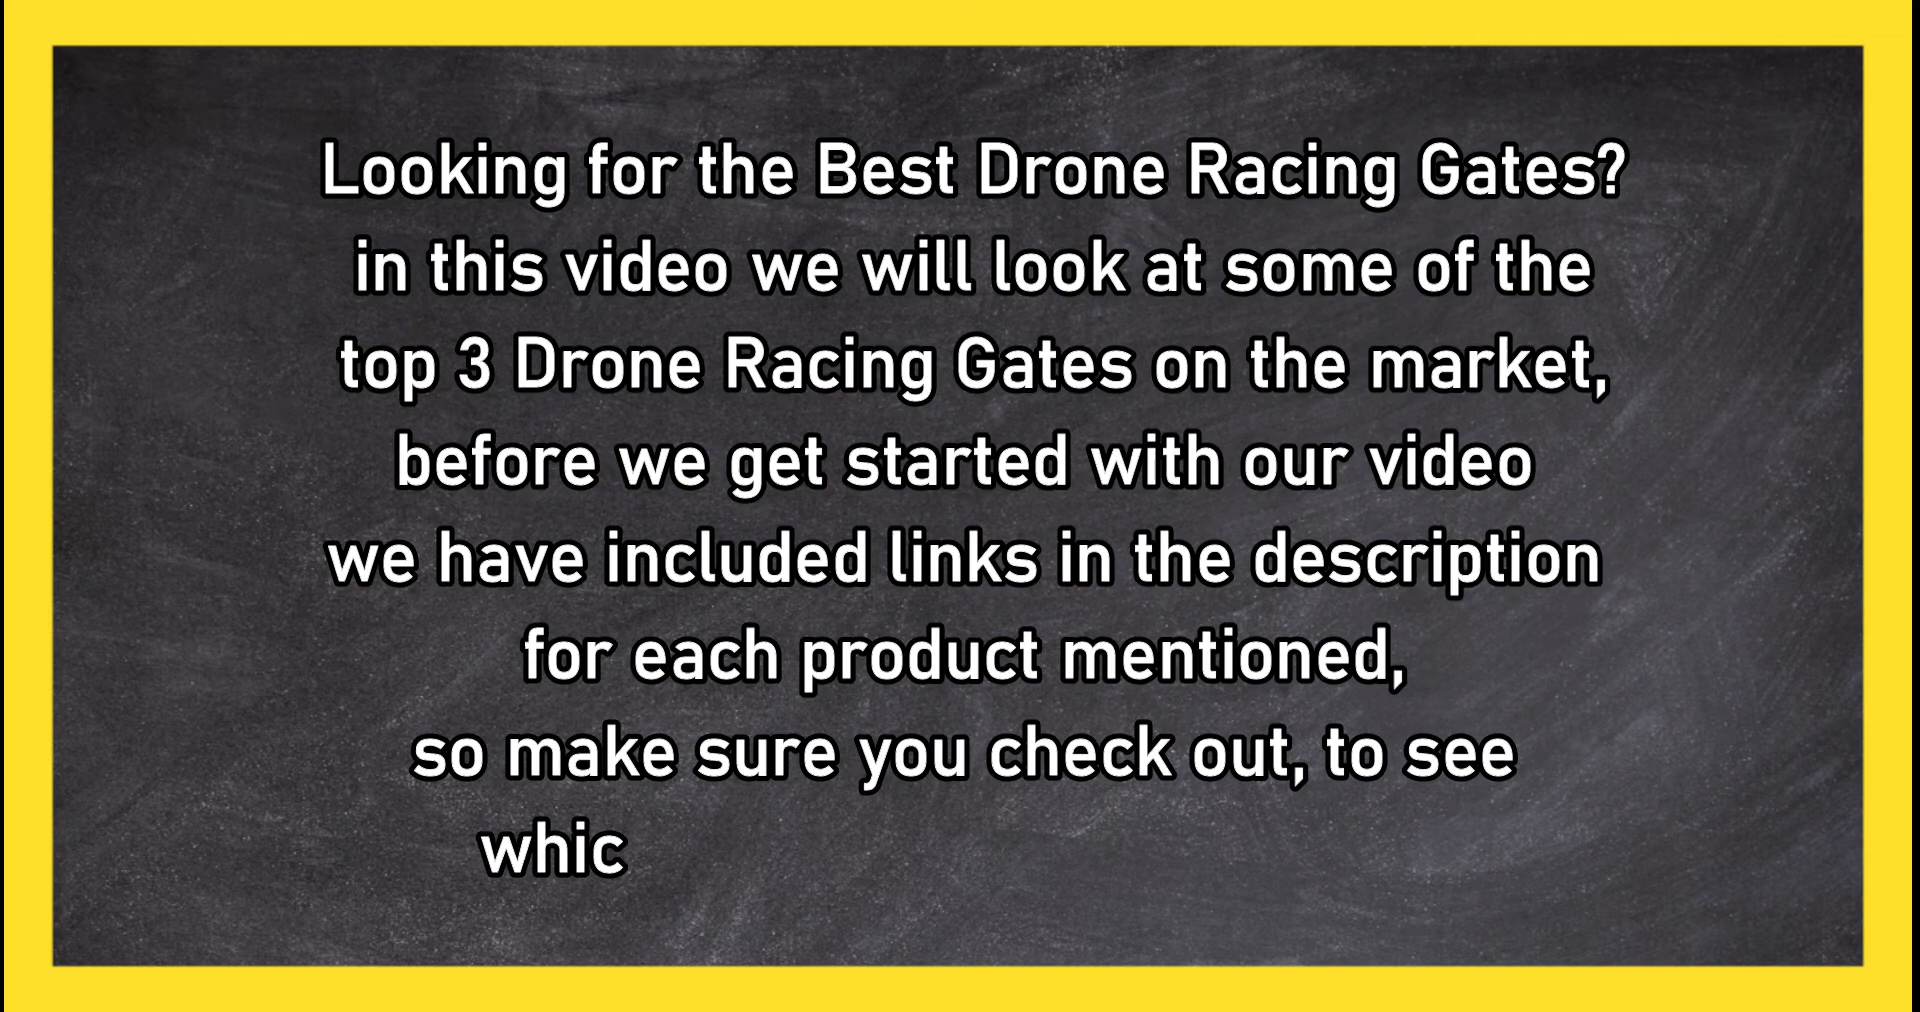 Looking for the Best Drone Racing Gates?
in this video we will look at some of the
top 3 Drone Racing Gates on the market,
before we get started with our video
we have included links in the description
for each product mentioned,
so make sure you check out, to see
whic